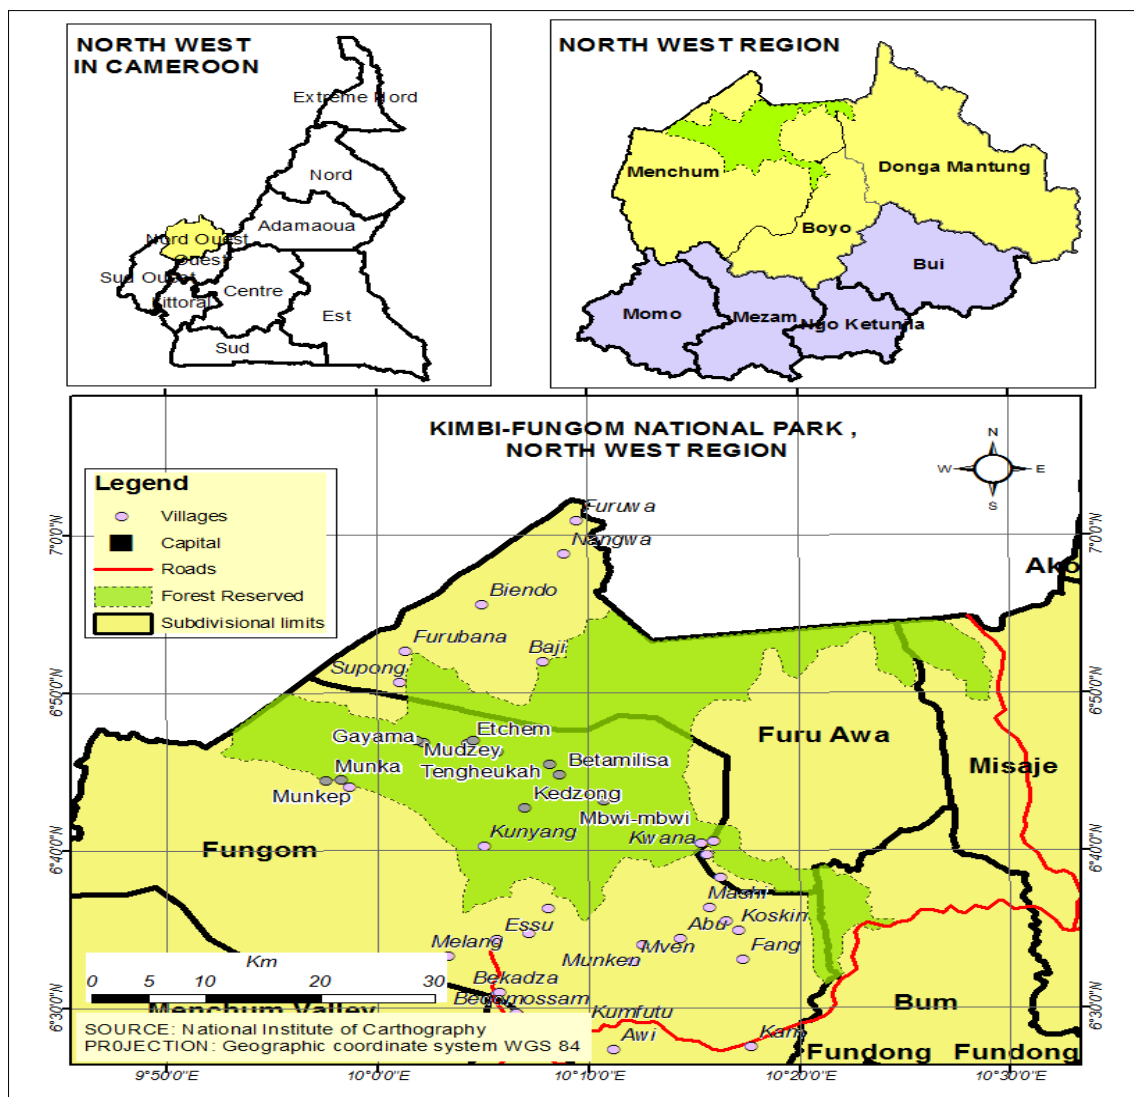 NORTH WEST
IN CAMEROON
Extreme Nord
Nord
Adamaoua
Nord Ouest
Ouest
Sud Ouest
Littoral
Centre
Est
Sud
NORTH WEST REGION
Menchum
Donga Mantung
Boyo
Bui
Momo
Mezam
Ngo Ketunjia
KIMBI-FUNGOM NATIONAL PARK ,
NORTH WEST REGION
N
W
E
S
Legend
Villages
Capital
Roads
Forest Reserved
Subdivisional limits
7°0'0"N
7°0'0"N
6°50'0"N
6°50'0"N
6°40'0"N
6°40'0"N
6°30'0"N
6°30'0"N
Furuwa
Nangwa
Ako
Biendo
Furubana
Baji
Supong
Etchem
Gayama
Mudzey
Furu Awa
Munka
Tengheukah
Betamilisa
Misaje
Munkep
Kedzong
Mbwi-mbwi
Kunyang
Kwana
Fungom
Mashi
Essu
Abu
Koskin
Melang
Munken
Mven
Fang
Bekadza
Bum
Menchum Valley
Kumfutu
Awi
Kam
Fundong
Fundong
Km
0 5 10 20 30
SOURCE: National Institute of Carthography
PR0JECTION: Geographic coordinate system WGS 84
9°50'0"E
10°0'0"E
10°10'0"E
10°20'0"E
10°30'0"E